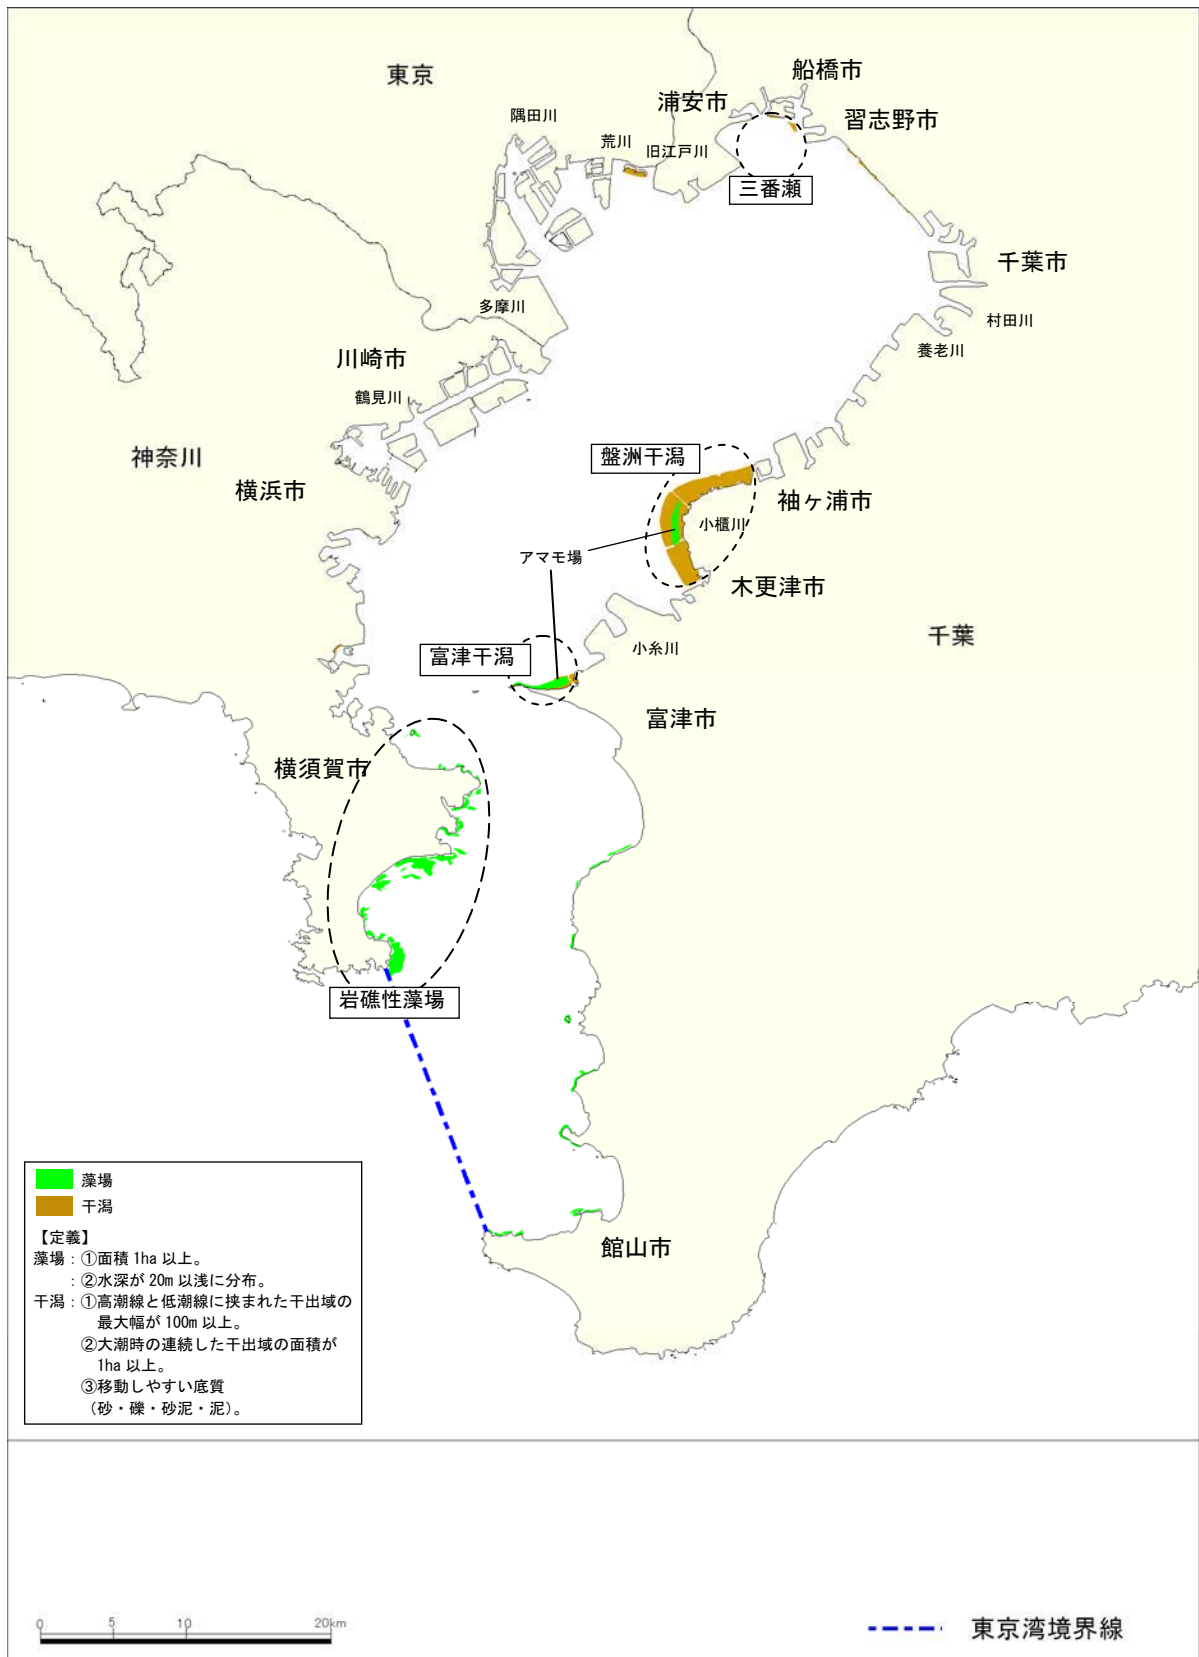 東京
船橋市
浦安市
習志野市
隅田川
荒川
旧江戸川
三番瀬
千葉市
多摩川
村田川
養老川
川崎市
鶴見川
神奈川
横浜市
盤洲干潟
袖ヶ浦市
小櫃川
アマモ場
木更津市
千葉
小糸川
富津干潟
富津市
横須賀市
岩礁性藻場
館山市
藻場
干潟
【定義】
藻場:①面積 1ha 以上。
:②水深が 20m 以浅に分布。
干潟:①高潮線と低潮線に挟まれた干出域の
最大幅が 100m 以上。
②大潮時の連続した干出域の面積が
1ha 以上。
③移動しやすい底質
(砂・礫・砂泥・泥)。
0 5 10 20km
東京湾境界線